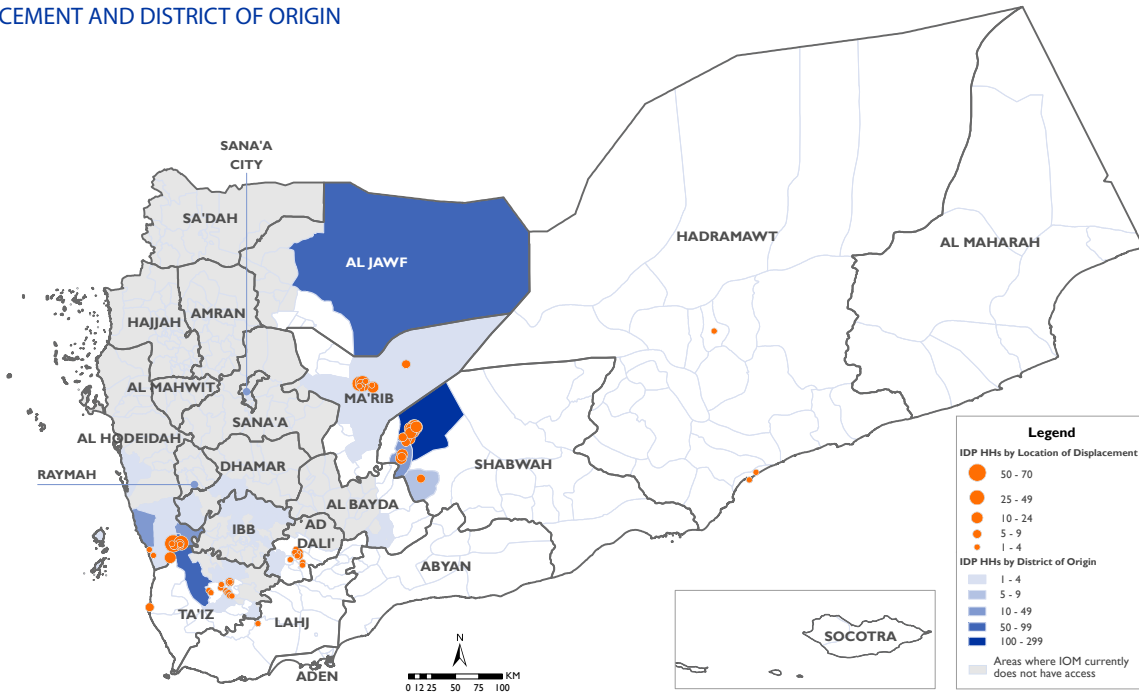 CEMENT AND DISTRICT OF ORIGIN
SANA'A
CITY
SA'DAH
HADRAMAWT
AL MAHARAH
AL JAWF
HAJJAH
AMRAN
AL MAHWIT
MA'RIB
SANA'A
AL HODEIDAH
DHAMAR
SHABWAH
RAYMAH
AL BAYDA
IBB
AD
DALI'
ABYAN
TA'IZ
LAHJ
SOCOTRA
ADEN
N
KM
0 12 25 50 75 100
Legend
IDP HHs by Location of Displacement
50 - 70
25 - 49
10 - 24
5 - 9
1 - 4
IDP HHs by District of Origin
1 - 4
5 - 9
10 - 49
50 - 99
100 - 299
Areas where IOM currently
does not have access